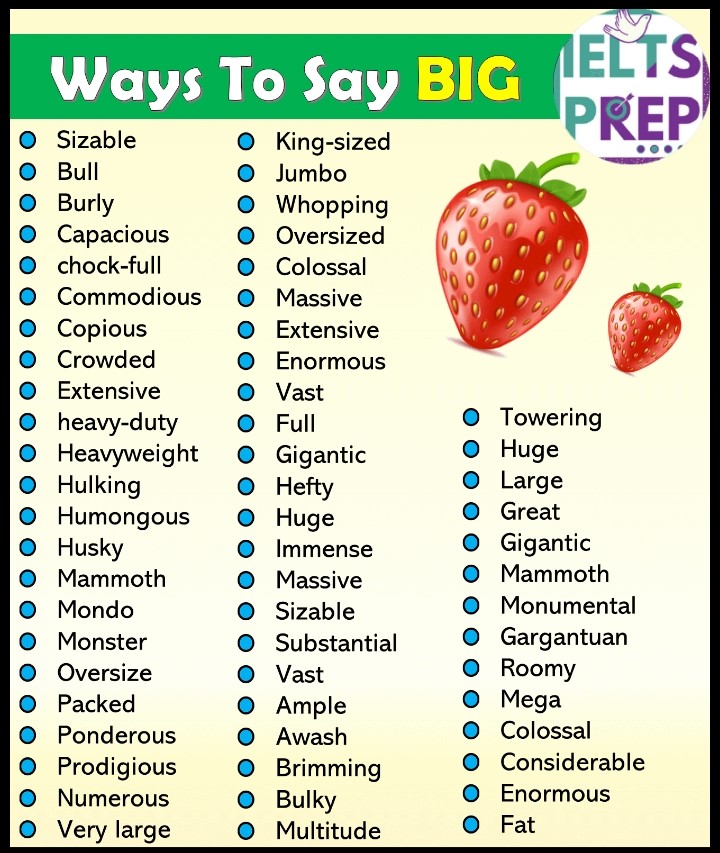 Ways To Say BIG
IELTS
PREP
Sizable
Bull
Burly
Capacious
chock-full
Commodious
Copious
Crowded
Extensive
heavy-duty
Heavyweight
Hulking
Humongous
Husky
Mammoth
Mondo
Monster
Oversize
Packed
Ponderous
Prodigious
Numerous
Very large
King-sized
Jumbo
Whopping
Oversized
Colossal
Massive
Extensive
Enormous
Vast
Full
Gigantic
Hefty
Huge
Immense
Massive
Sizable
Substantial
Vast
Ample
Awash
Brimming
Bulky
Multitude
Towering
Huge
Large
Great
Gigantic
Mammoth
Monumental
Gargantuan
Roomy
Mega
Colossal
Considerable
Enormous
Fat